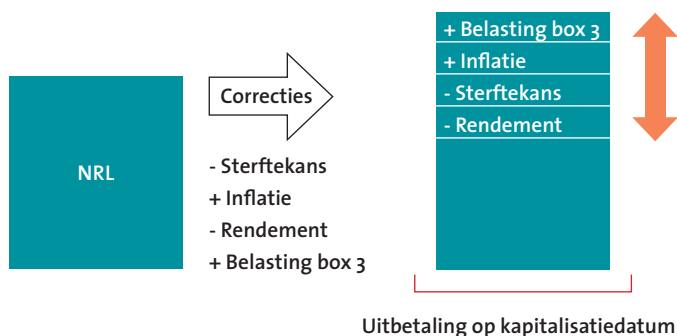 NRL
Correcties
- Sterftekans
+ Inflatie
- Rendement
+ Belasting box 3
+ Belasting box 3
+ Inflatie
- Sterftekans
- Rendement
Uitbetaling op kapitalisatiedatum